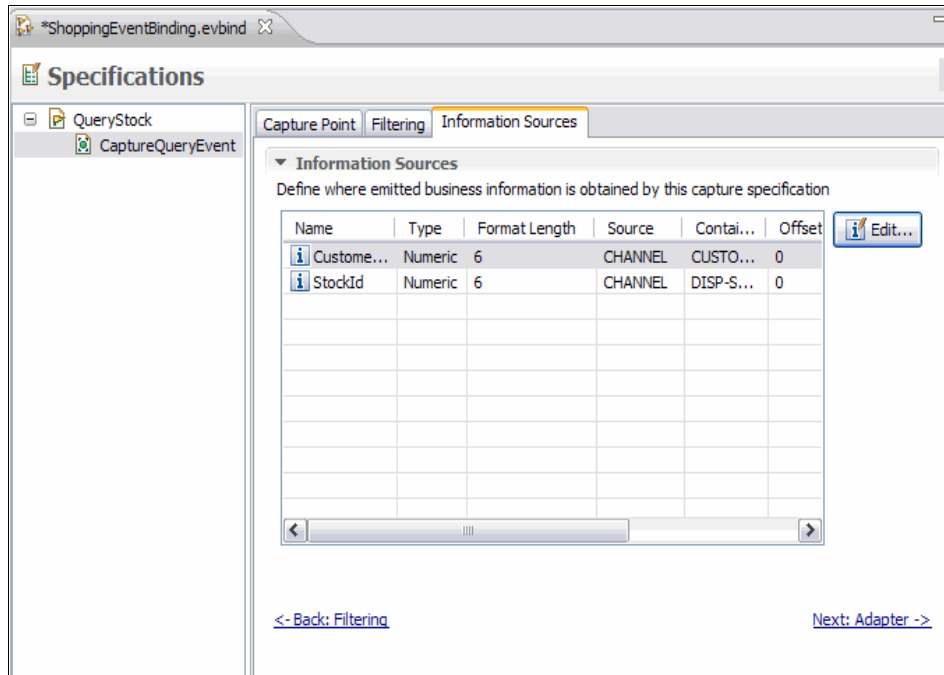 *ShoppingEventBinding.evbind
Specifications
QueryStock
CaptureQueryEvent
Capture Point Filtering Information Sources
Information Sources
Define where emitted business information is obtained by this capture specification
Name Type Format Length Source Contai... Offset Edit...
Custome... Numeric 6 CHANNEL CUSTO... 0
StockId Numeric 6 CHANNEL DISP-S... 0
<- Back: Filtering Next: Adapter ->